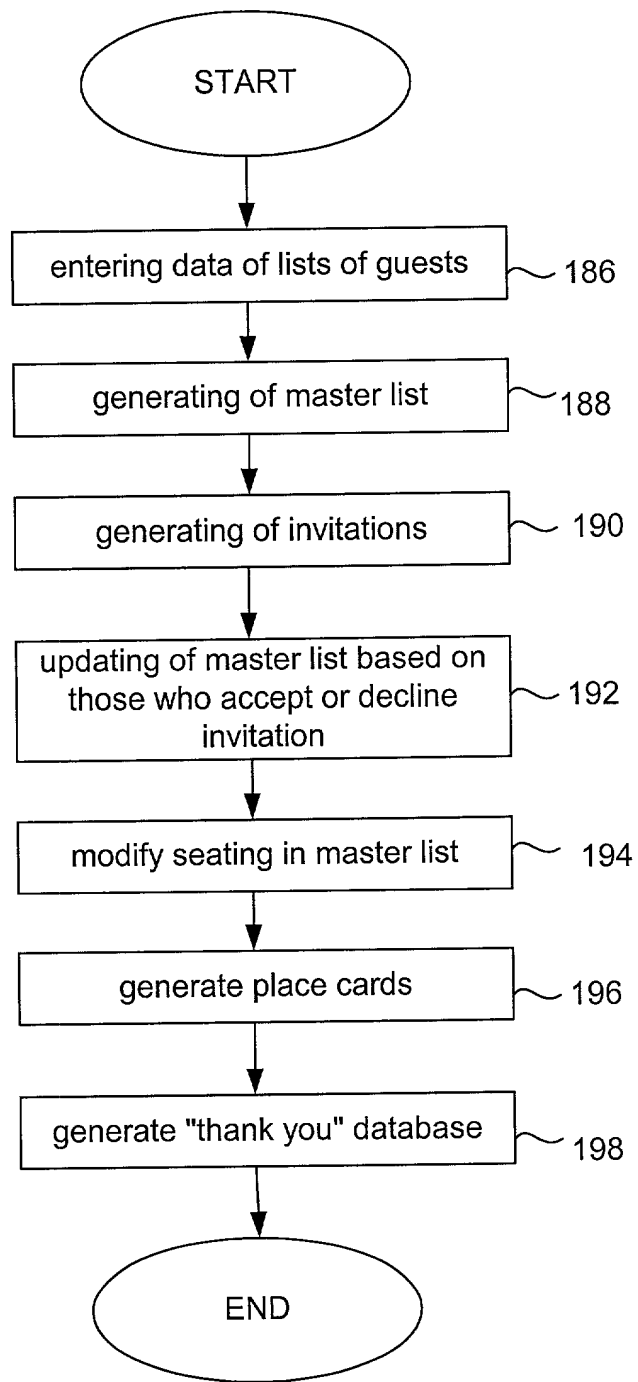 START
entering data of lists of guests
186
generating of master list
188
generating of invitations
190
updating of master list based on
those who accept or decline
invitation
192
modify seating in master list
194
generate place cards
196
generate "thank you" database
198
END